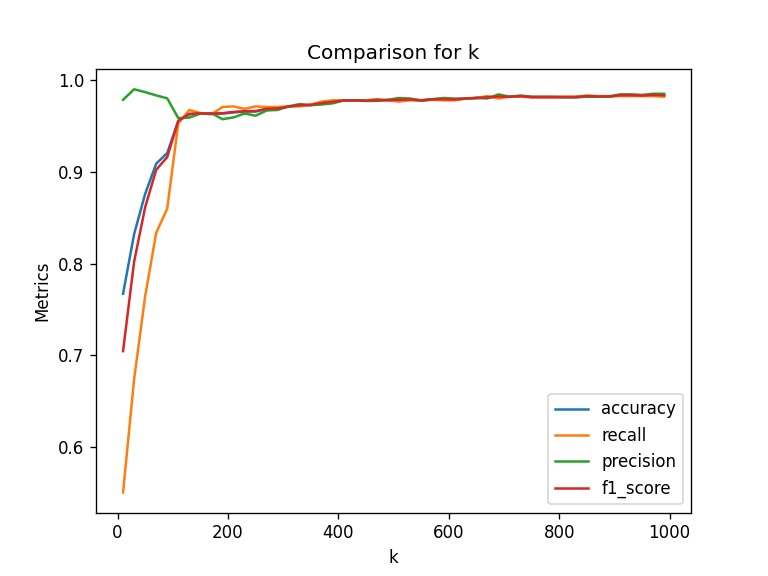 Comparison for k
Metrics
1.0
0.9
0.8
0.7
0.6
0
200
400
600
800
1000
k
accuracy
recall
precision
f1_score